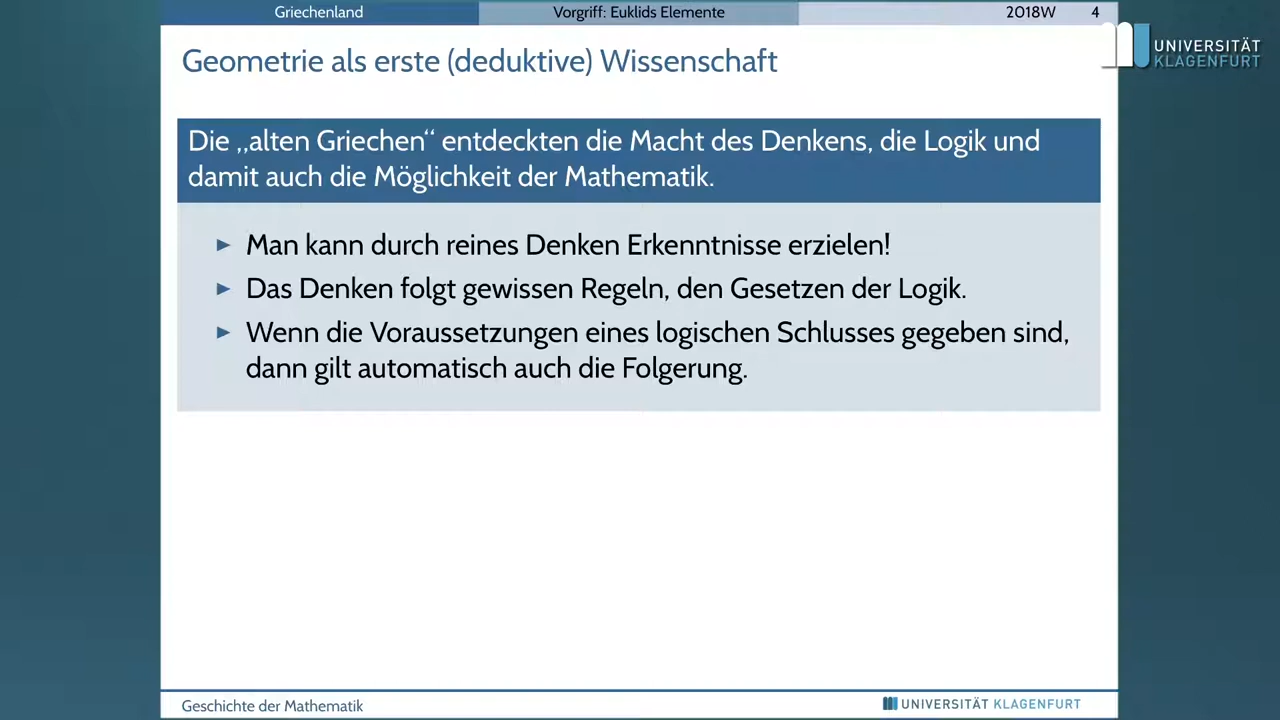 Griechenland Vorgriff: Euklids Elemente 2018W 4
UNIVERSITÄT
KLAGENFURT
Geometrie als erste (deduktive) Wissenschaft
Die „alten Griechen“ entdeckten die Macht des Denkens, die Logik und
damit auch die Möglichkeit der Mathematik.
▶ Man kann durch reines Denken Erkenntnisse erzielen!
▶ Das Denken folgt gewissen Regeln, den Gesetzen der Logik.
▶ Wenn die Voraussetzungen eines logischen Schlusses gegeben sind,
dann gilt automatisch auch die Folgerung.
Geschichte der Mathematik UNIVERSITÄT KLAGENFURT